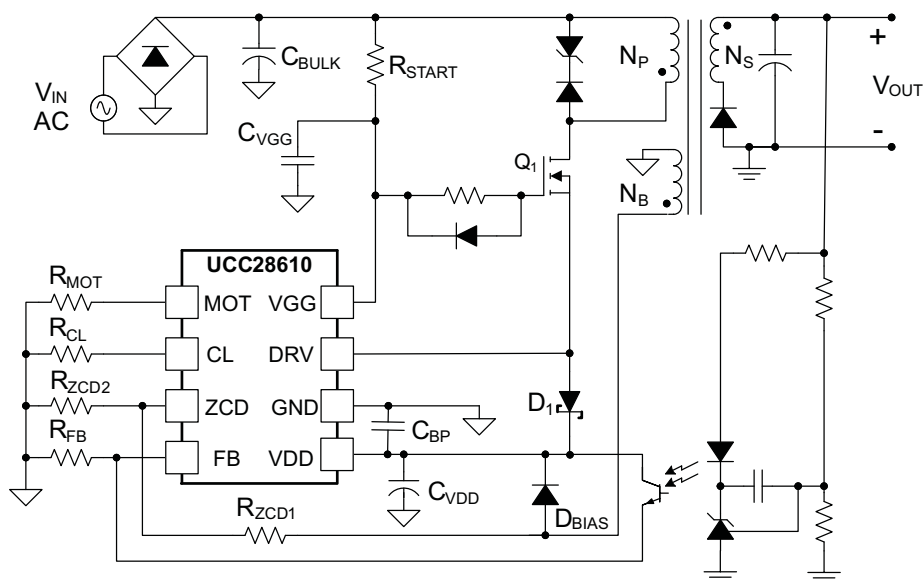 C_BULK
R_START
N_P
N_S
+
V_IN
AC
V_OUT
C_VGG
-
Q_1
N_B
UCC28610
R_MOT
MOT
VGG
R_CL
CL
DRV
R_ZCD2
ZCD
GND
D_1
C_BP
R_FB
FB
VDD
C_VDD
R_ZCD1
D_BIAS